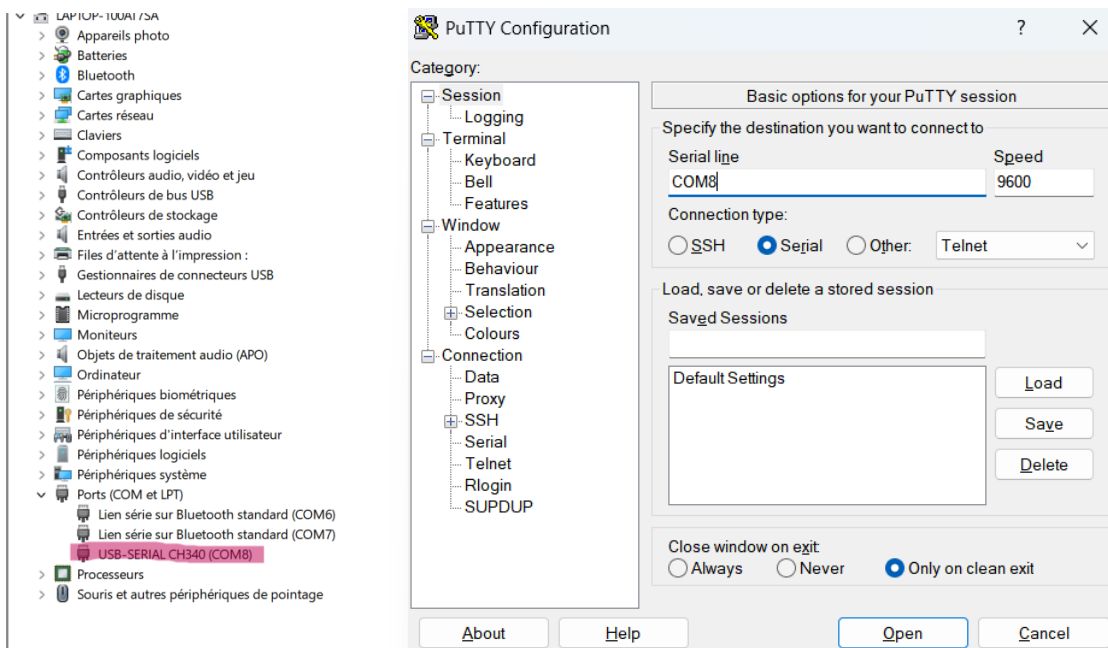 LAPTOP-100AT7SA
Appareils photo
Batteries
Bluetooth
Cartes graphiques
Cartes réseau
Claviers
Composants logiciels
Contrôleurs audio, vidéo et jeu
Contrôleurs de bus USB
Contrôleurs de stockage
Entrées et sorties audio
Files d'attente à l'impression :
Gestionnaires de connecteurs USB
Lecteurs de disque
Microprogramme
Moniteurs
Objets de traitement audio (APO)
Ordinateur
Périphériques biométriques
Périphériques de sécurité
Périphériques d'interface utilisateur
Périphériques logiciels
Périphériques système
Ports (COM et LPT)
Lien série sur Bluetooth standard (COM6)
Lien série sur Bluetooth standard (COM7)
USB-SERIAL CH340 (COM8)
Processeurs
Souris et autres périphériques de pointage
PuTTY Configuration
Category:
Session
Logging
Terminal
Keyboard
Bell
Features
Window
Appearance
Behaviour
Translation
Selection
Colours
Connection
Data
Proxy
SSH
Serial
Telnet
Rlogin
SUPDUP
Basic options for your PuTTY session
Specify the destination you want to connect to
Serial line Speed
COM8 9600
Connection type:
SSH Serial Other: Telnet
Load, save or delete a stored session
Saved Sessions
Default Settings
Load
Save
Delete
Close window on exit:
Always Never Only on clean exit
About Help Open Cancel